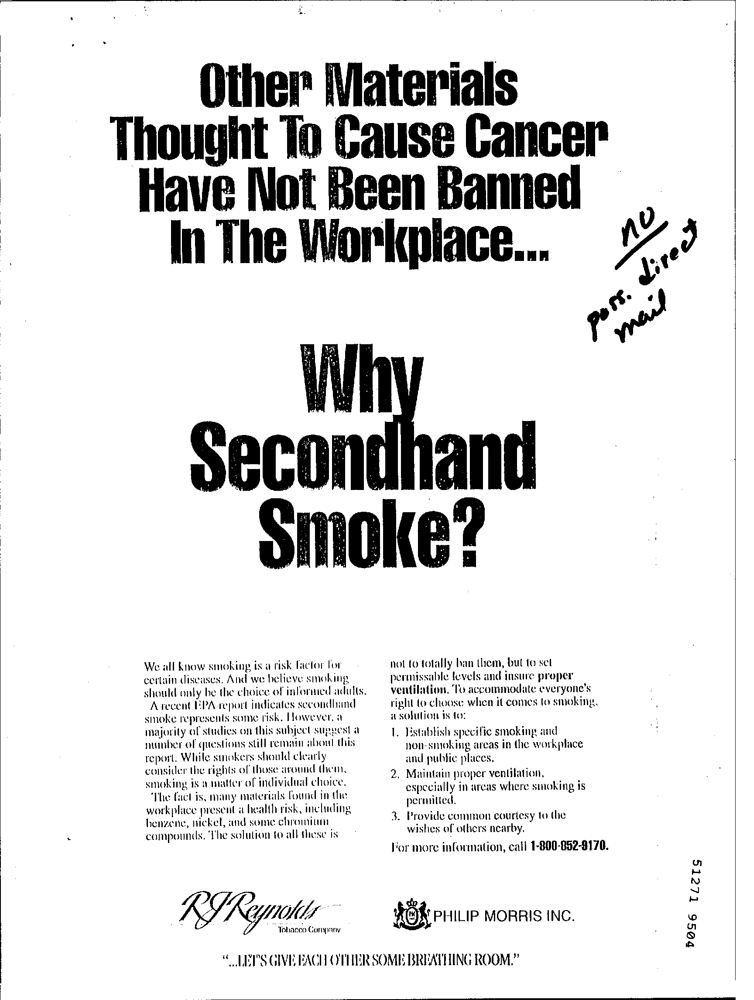 Other Materials
Thought To Cause Cancer
Have Not Been Banned
In The Workplace...
no
poss. direct
mail
Why
Secondhand
Smoke?
We all know smoking is a risk factor for
certain diseases. And we believe smoking
should only be the choice of informed adults.
A recent EPA report indicates secondhand
smoke represents some risk. However, a
majority of studies on this subject suggest a
number of questions still remain about this
report. While smokers should clearly
consider the rights of those around them,
smoking is a matter of individual choice.
The fact is, many materials found in the
workplace present a health risk, including
benzene, nickel, and some chromium
compounds. The solution to all these is
not to totally ban them, but to set
permissable levels and insure proper
ventilation. To accommodate everyone's
right to choose when it comes to smoking,
a solution is to:
1. Establish specific smoking and
non-smoking areas in the workplace
and public places.
2. Maintain proper ventilation,
especially in areas where smoking is
permitted.
3. Provide common courtesy to the
wishes of others nearby.
For more information, call 1-800-852-9170.
RJReynolds
Tobacco Company
PHILIP MORRIS INC.
"...LET'S GIVE EACH OTHER SOME BREATHING ROOM."
51271 9504